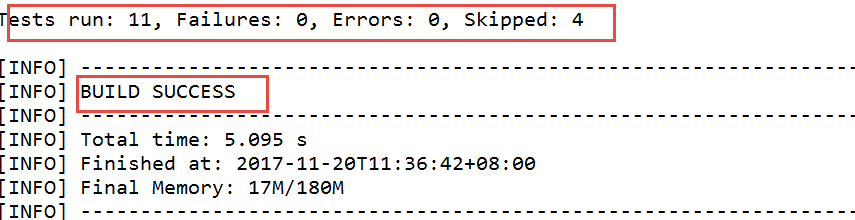 Tests run: 11, Failures: 0, Errors: 0, Skipped: 4
[INFO] ------------------------------------------------------------------------
[INFO] BUILD SUCCESS
[INFO] ------------------------------------------------------------------------
[INFO] Total time: 5.095 s
[INFO] Finished at: 2017-11-20T11:36:42+08:00
[INFO] Final Memory: 17M/180M
[INFO] ------------------------------------------------------------------------